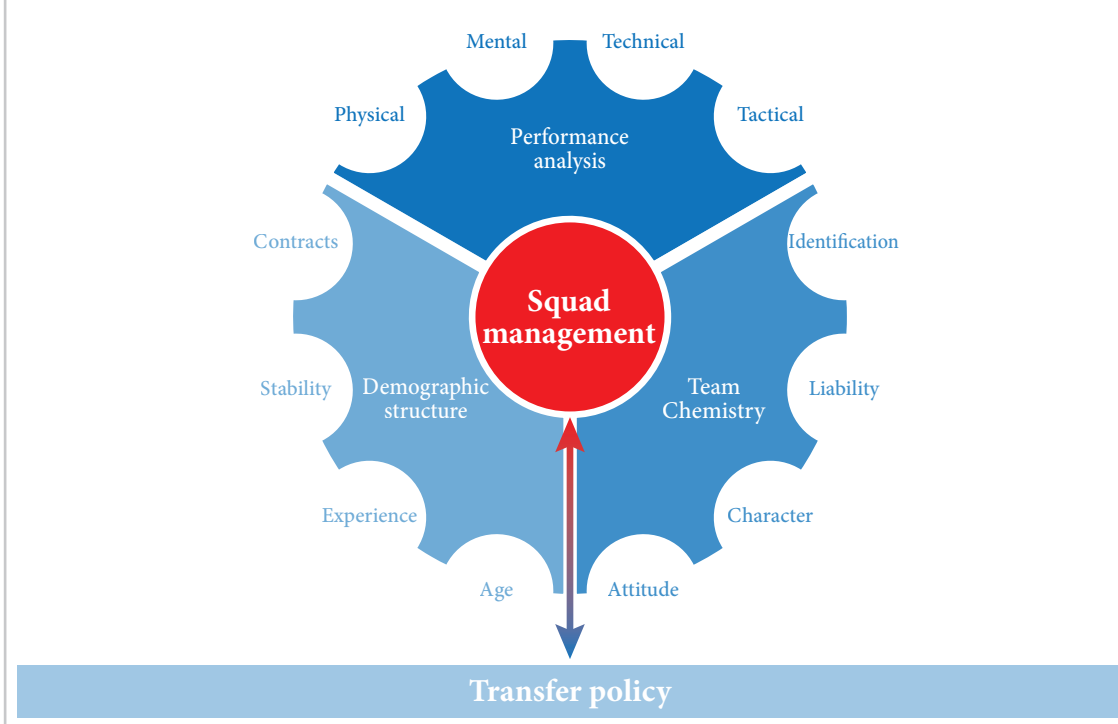 Mental
Technical
Physical
Tactical
Performance
analysis
Contracts
Identification
Squad
management
Stability
Demographic
structure
Team
Chemistry
Liability
Experience
Character
Age
Attitude
Transfer policy